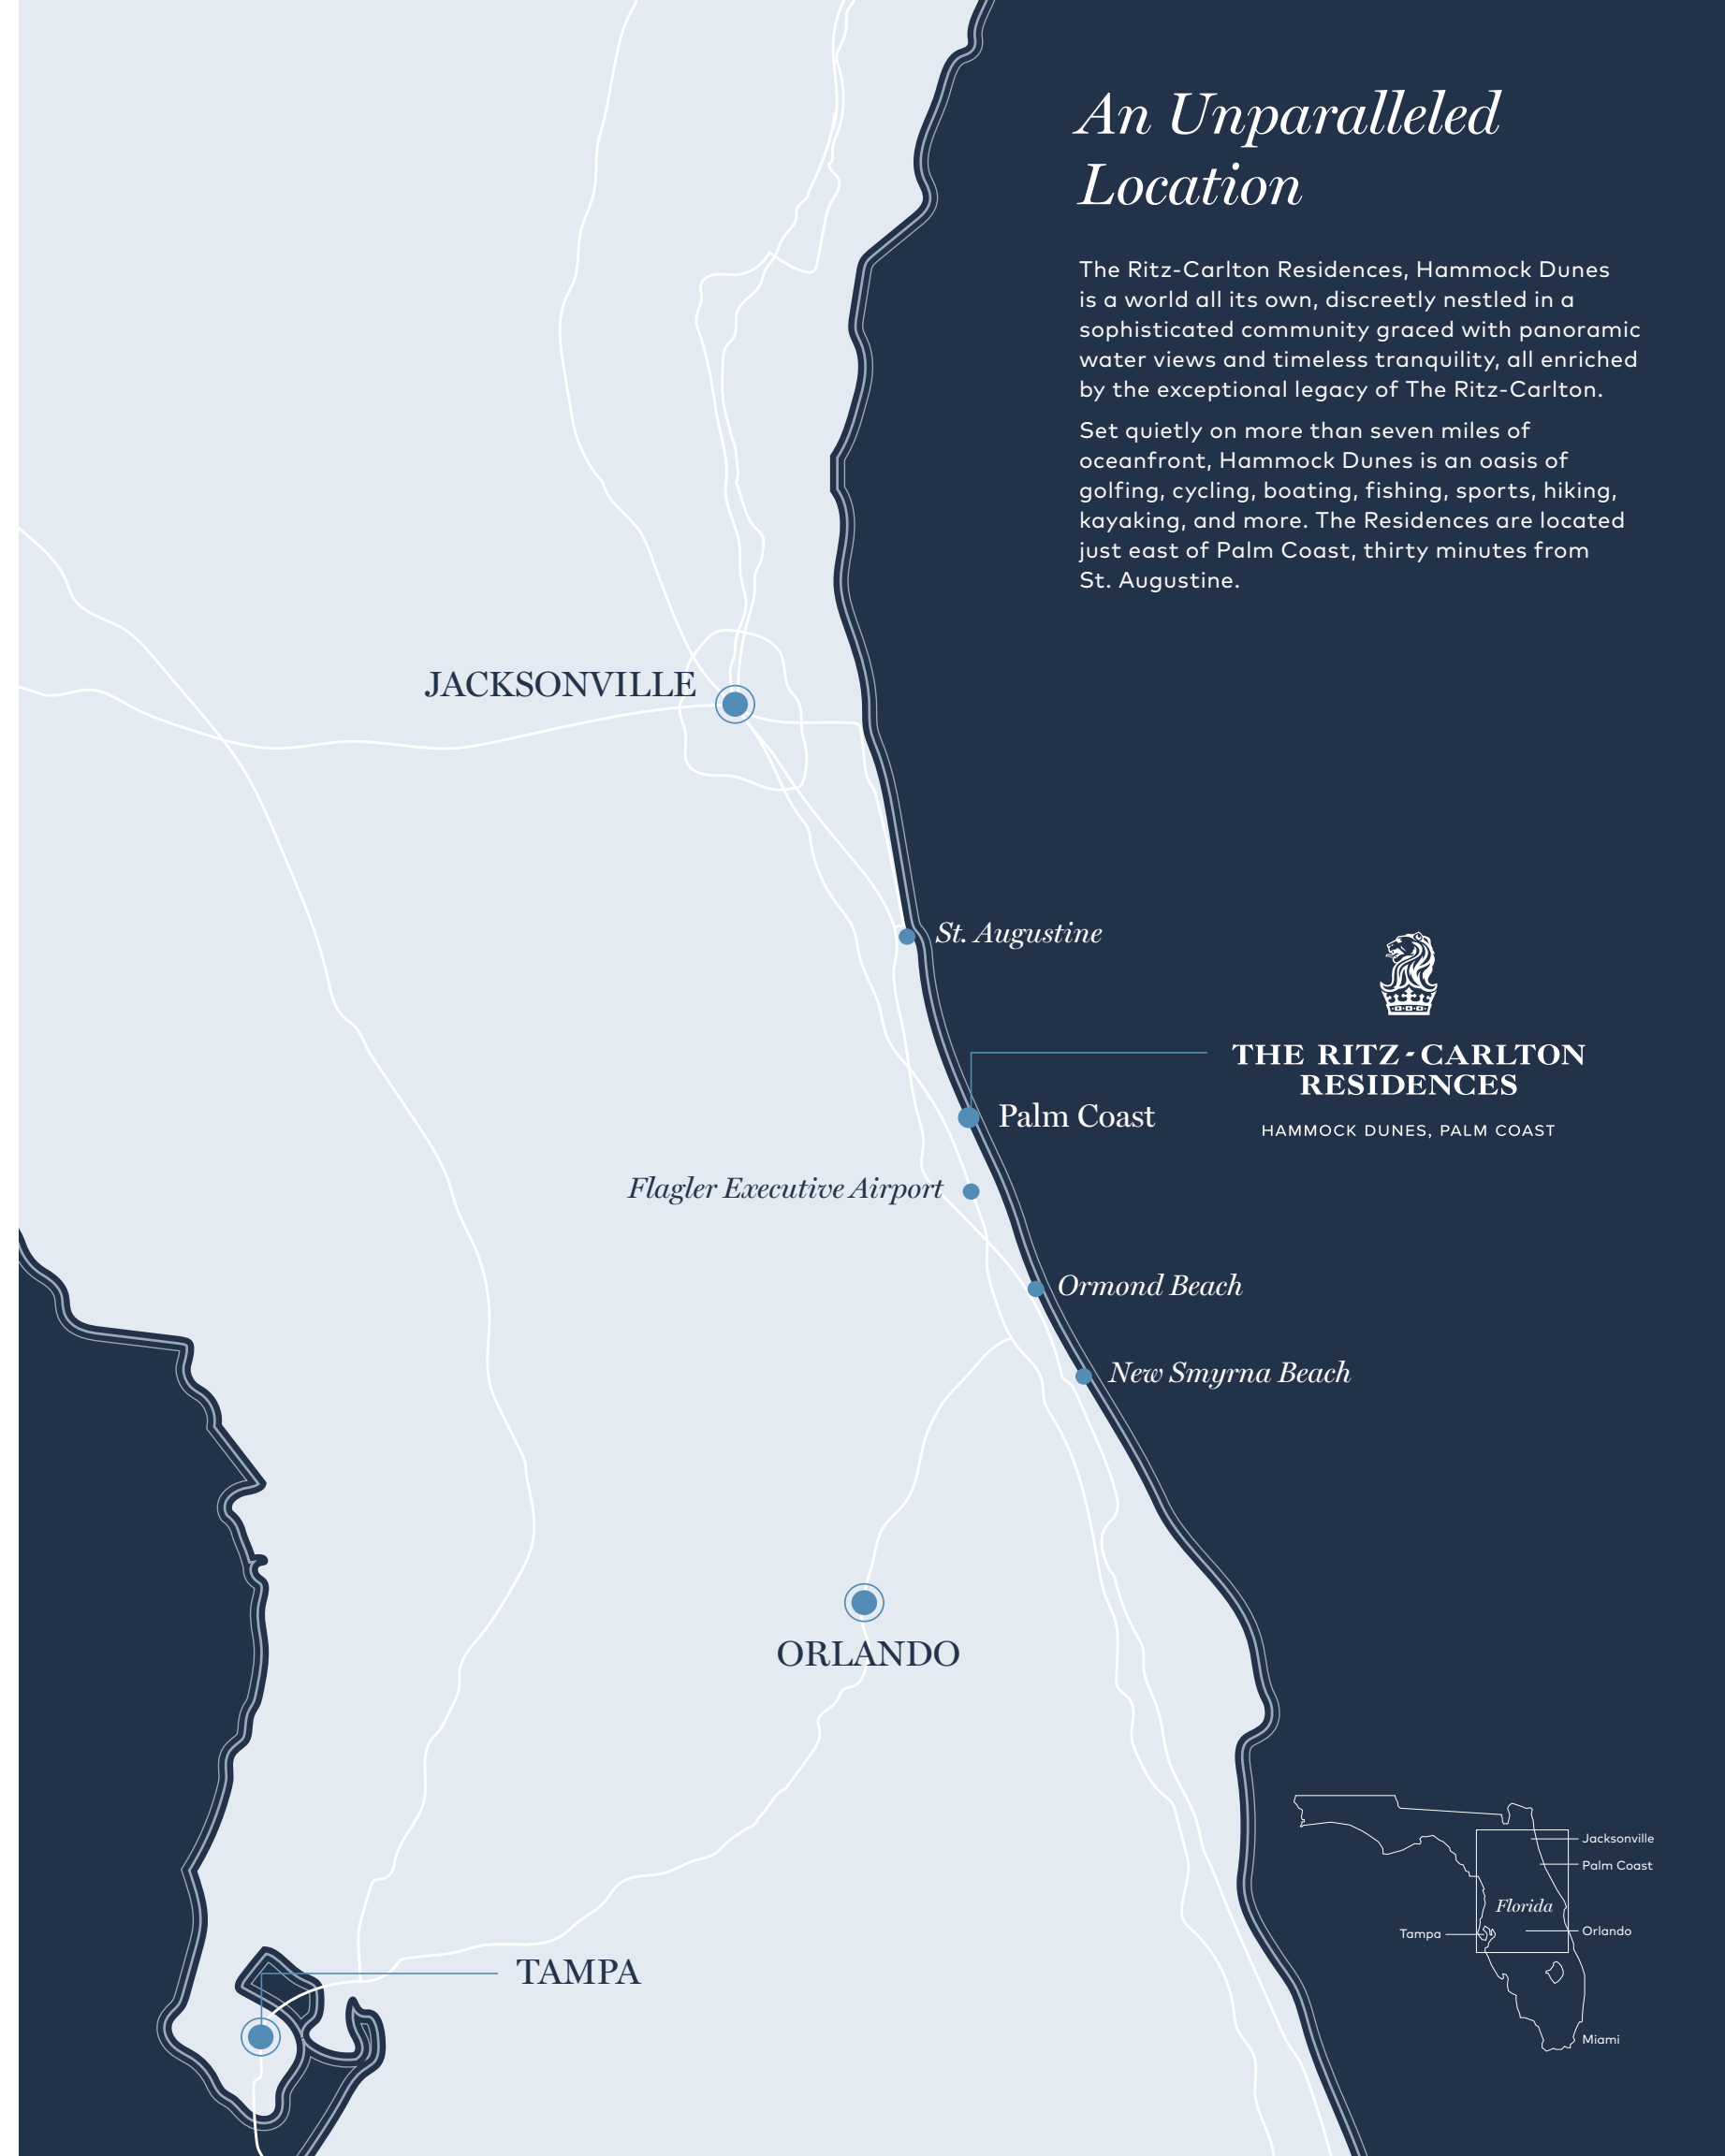 An Unparalleled
Location
The Ritz-Carlton Residences, Hammock Dunes
is a world all its own, discreetly nestled in a
sophisticated community graced with panoramic
water views and timeless tranquility, all enriched
by the exceptional legacy of The Ritz-Carlton.
Set quietly on more than seven miles of
oceanfront, Hammock Dunes is an oasis of
golfing, cycling, boating, fishing, sports, hiking,
kayaking, and more. The Residences are located
just east of Palm Coast, thirty minutes from
St. Augustine.
JACKSONVILLE
St. Augustine
THE RITZ-CARLTON
RESIDENCES
HAMMOCK DUNES, PALM COAST
Palm Coast
Flagler Executive Airport
Ormond Beach
New Smyrna Beach
ORLANDO
TAMPA
Jacksonville
Palm Coast
Florida
Orlando
Tampa
Miami